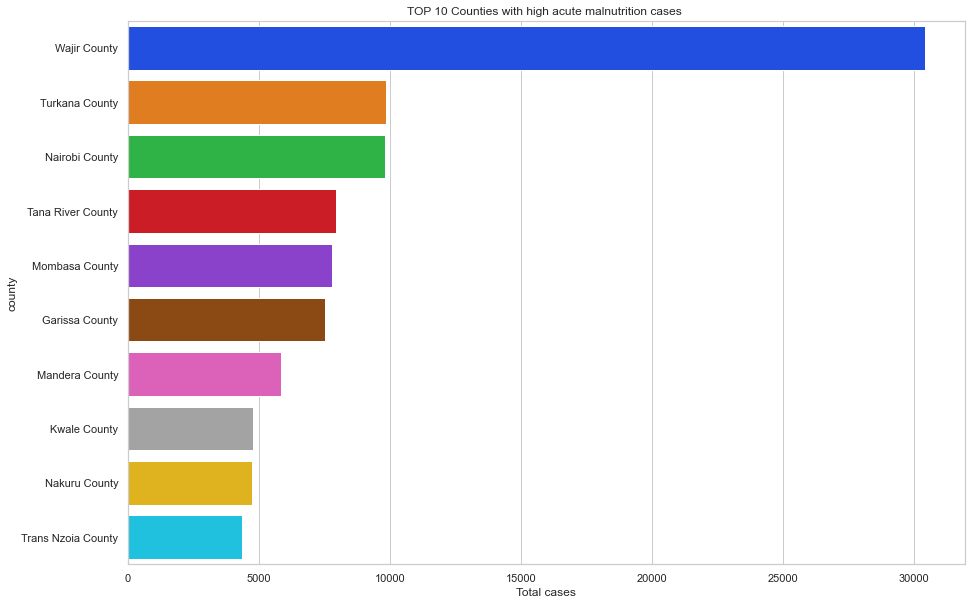 TOP 10 Counties with high acute malnutrition cases
Wajir County
Turkana County
Nairobi County
Tana River County
Mombasa County
Garissa County
Mandera County
Kwale County
Nakuru County
Trans Nzoia County
county
0 5000 10000 15000 20000 25000 30000
Total cases